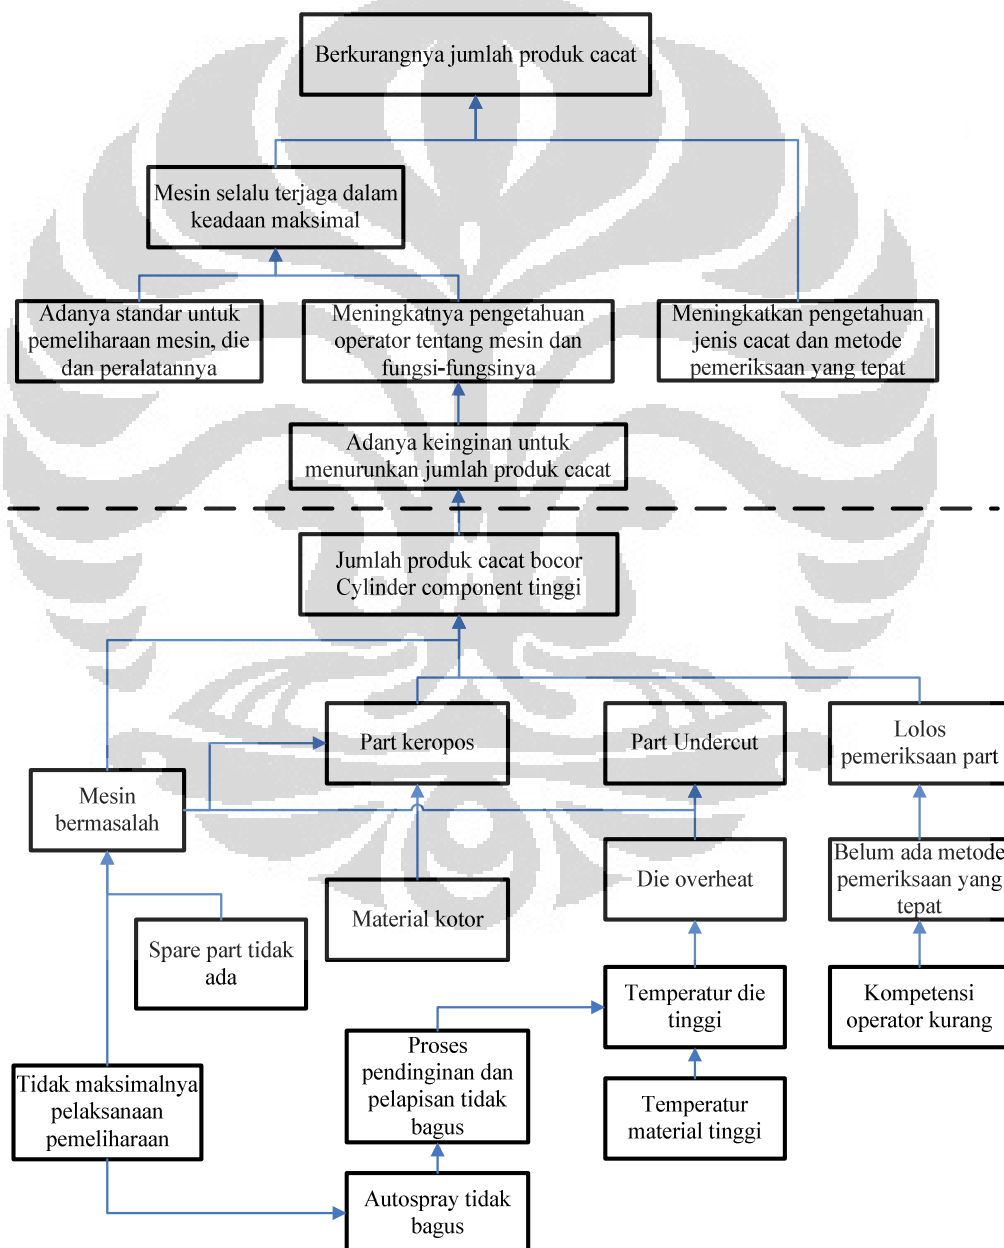 Berkurangnya jumlah produk cacat
Mesin selalu terjaga dalam
keadaan maksimal
Adanya standar untuk
pemeliharaan mesin, die
dan peralatannya
Meningkatnya pengetahuan
operator tentang mesin dan
fungsi-fungsinya
Meningkatkan pengetahuan
jenis cacat dan metode
pemeriksaan yang tepat
Adanya keinginan untuk
menurunkan jumlah produk cacat
Jumlah produk cacat bocor
Cylinder component tinggi
Part keropos
Part Undercut
Lolos
pemeriksaan part
Mesin
bermasalah
Die overheat
Belum ada metode
pemeriksaan yang
tepat
Material kotor
Spare part tidak
ada
Temperatur die
tinggi
Kompetensi
operator kurang
Proses
pendinginan dan
pelapisan tidak
bagus
Tidak maksimalnya
pelaksanaan
pemeliharaan
Temperatur
material tinggi
Autospray tidak
bagus